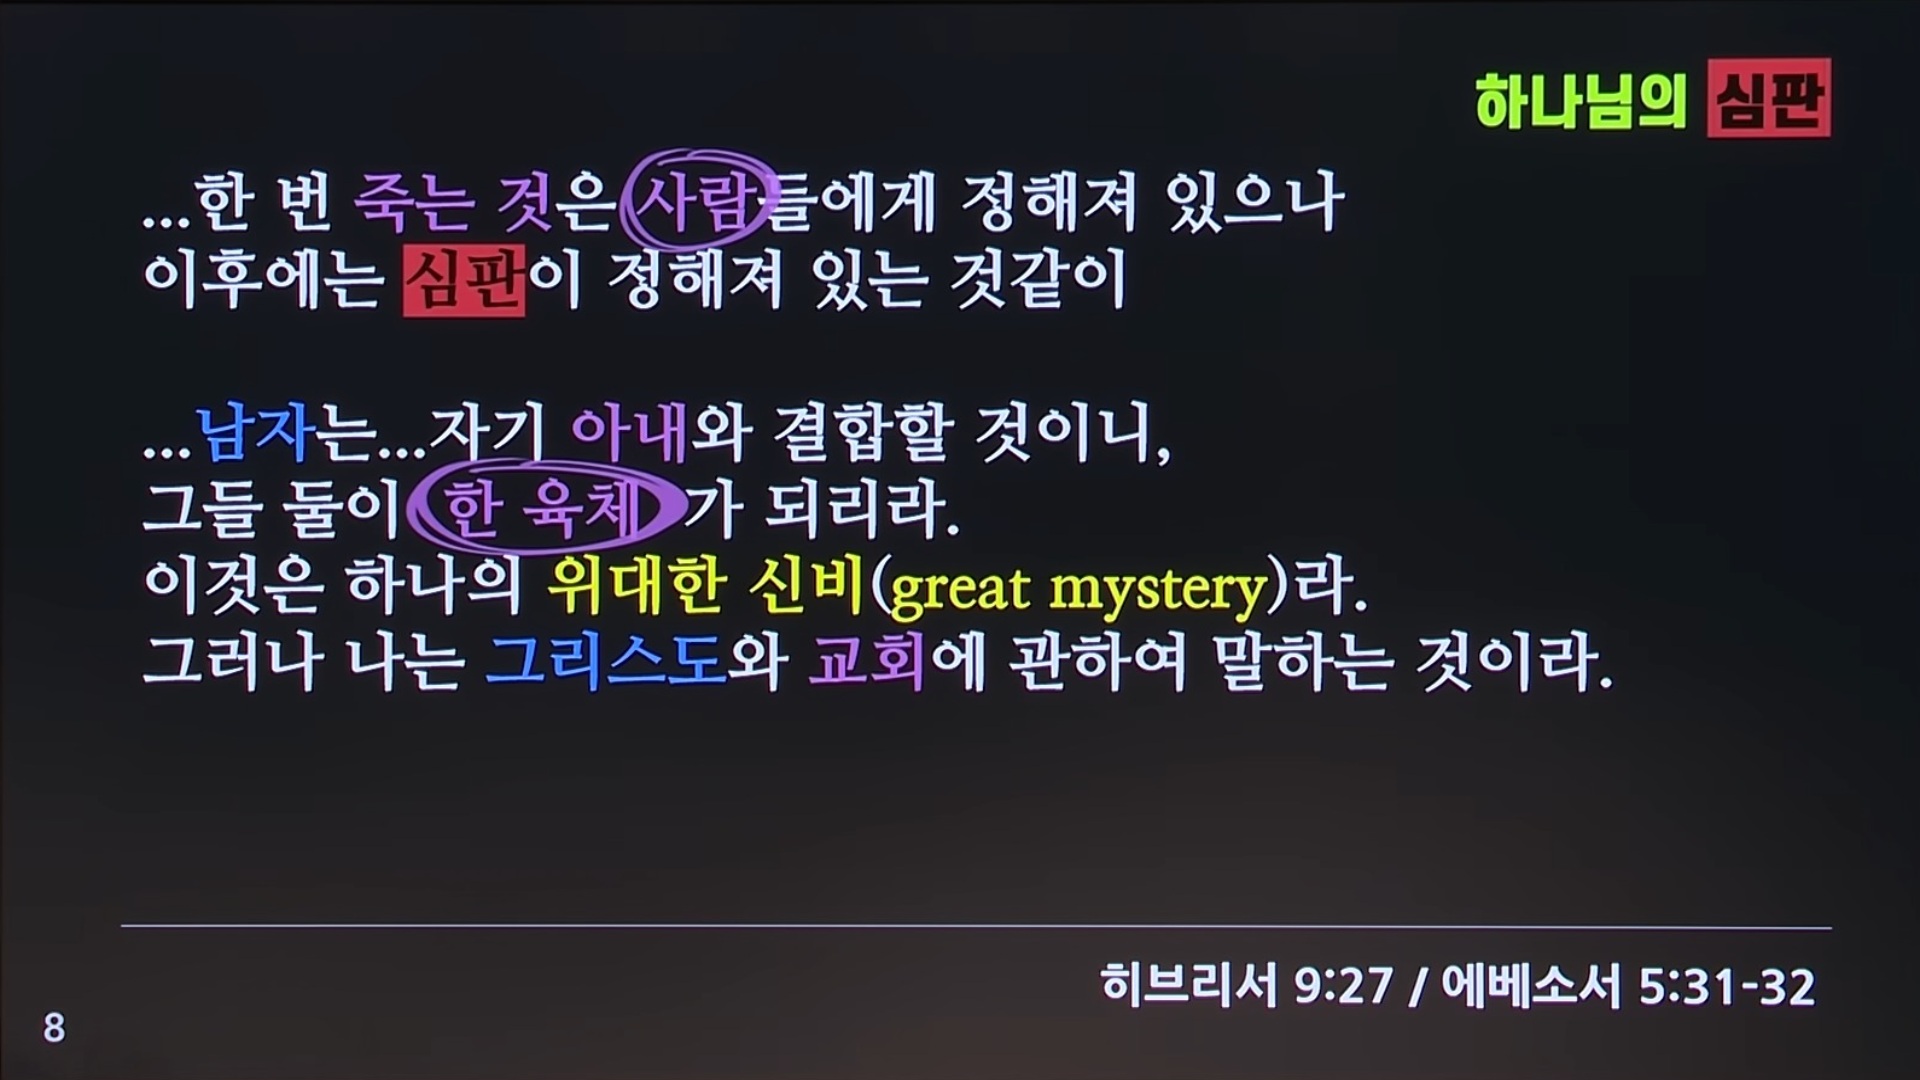 하나님의 심판
...한 번 죽는 것은 사람들에게 정해져 있으나
이후에는 심판이 정해져 있는 것같이
...남자는...자기 아내와 결합할 것이니,
그들 둘이 한 육체가 되리라.
이것은 하나의 위대한 신비(great mystery)라.
그러나 나는 그리스도와 교회에 관하여 말하는 것이라.
히브리서 9:27 / 에베소서 5:31-32
8